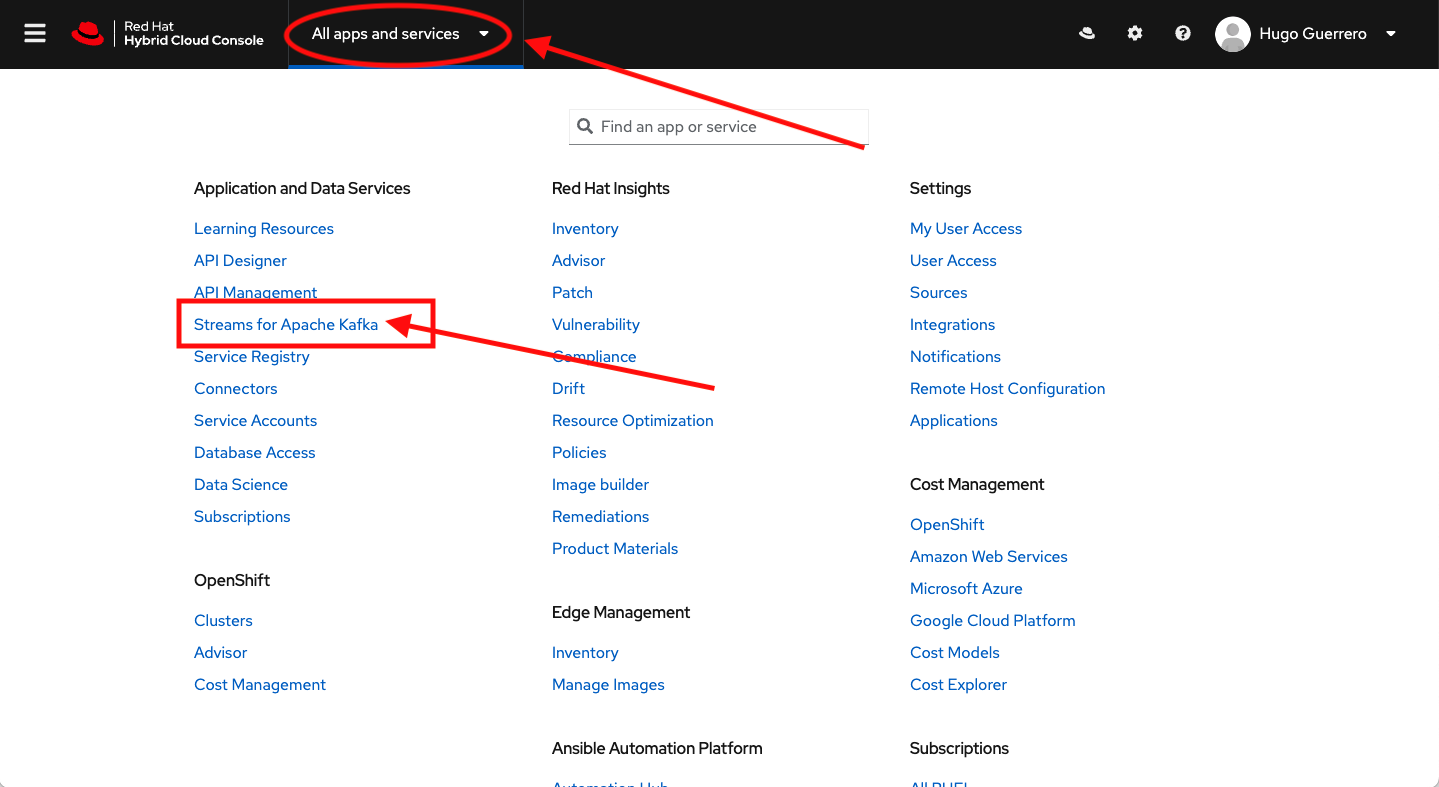 Red Hat
Hybrid Cloud Console
All apps and services
Hugo Guerrero
Find an app or service
Application and Data Services
Learning Resources
API Designer
API Management
Streams for Apache Kafka
Service Registry
Connectors
Service Accounts
Database Access
Data Science
Subscriptions
OpenShift
Clusters
Advisor
Cost Management
Red Hat Insights
Inventory
Advisor
Patch
Vulnerability
Compliance
Drift
Resource Optimization
Policies
Image builder
Remediations
Product Materials
Edge Management
Inventory
Manage Images
Ansible Automation Platform
Automation Hub
Settings
My User Access
User Access
Sources
Integrations
Notifications
Remote Host Configuration
Applications
Cost Management
OpenShift
Amazon Web Services
Microsoft Azure
Google Cloud Platform
Cost Models
Cost Explorer
Subscriptions
All RHEL